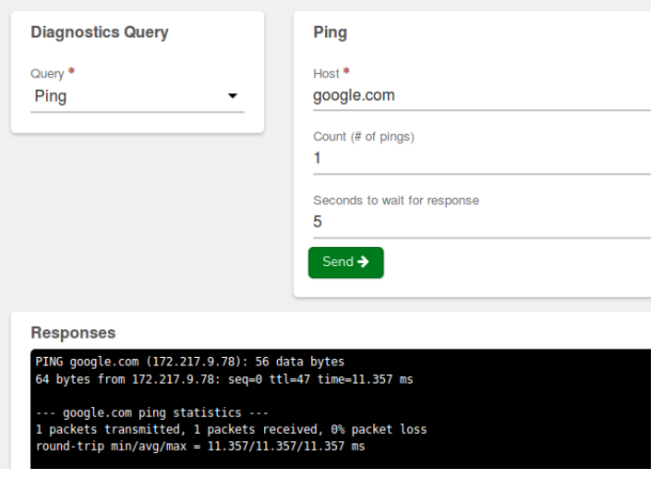 Diagnostics Query
Query *
Ping
Ping
Host *
google.com
Count (# of pings)
1
Seconds to wait for response
5
Send
Responses
PING google.com (172.217.9.78): 56 data bytes
64 bytes from 172.217.9.78: seq=0 ttl=47 time=11.357 ms
--- google.com ping statistics ---
1 packets transmitted, 1 packets received, 0% packet loss
round-trip min/avg/max = 11.357/11.357/11.357 ms